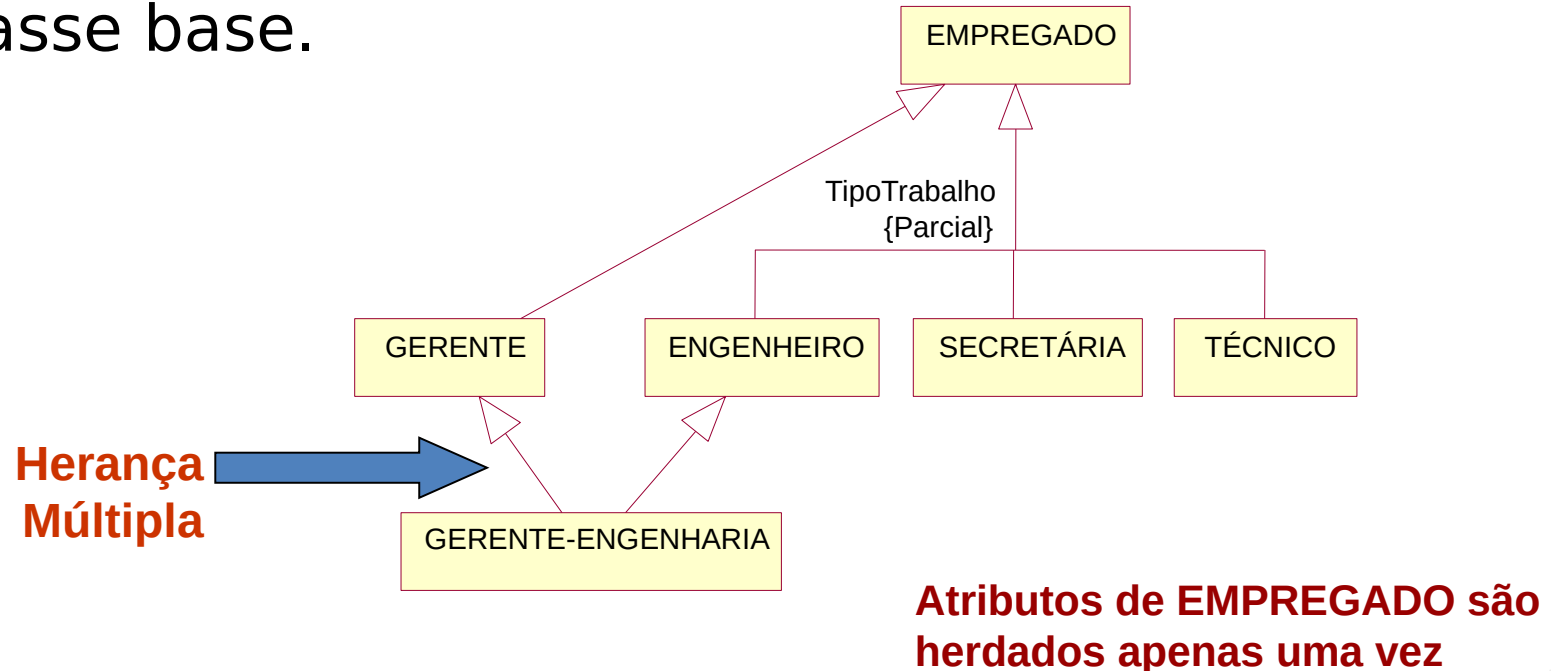 base.
EMPREGADO
TipoTrabalho
{Parcial}
GERENTE
ENGENHEIRO
SECRETÁRIA
TÉCNICO
Herança
Múltipla
GERENTE-ENGENHARIA
Atributos de EMPREGADO são
herdados apenas uma vez